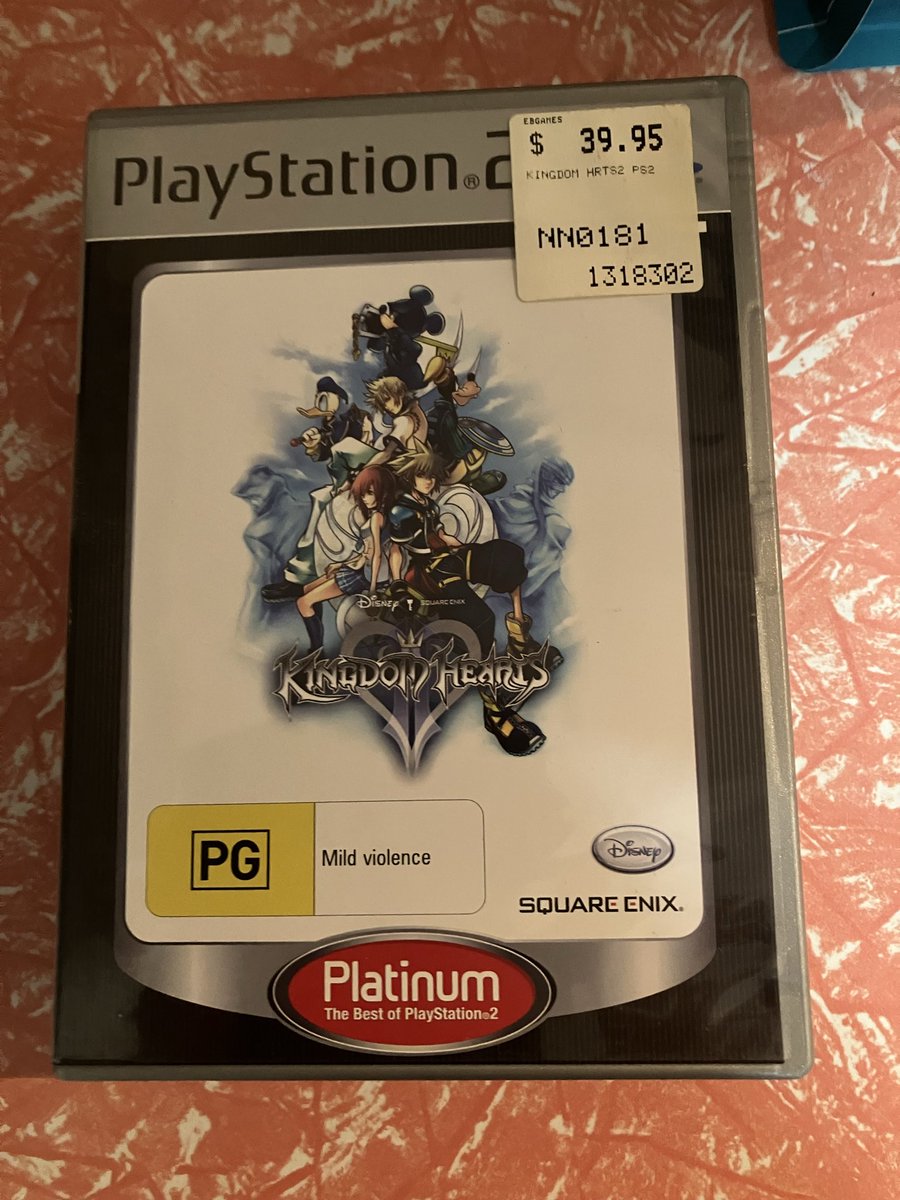 EBGAMES
$ 39.95
KINGDOM HRTS2 PS2
NN0181
1318302
PlayStation®2
Disney SQUARE ENIX
KINGDOM HEARTS
II
PG Mild violence
Disney
SQUARE ENIX®
Platinum
The Best of PlayStation®2